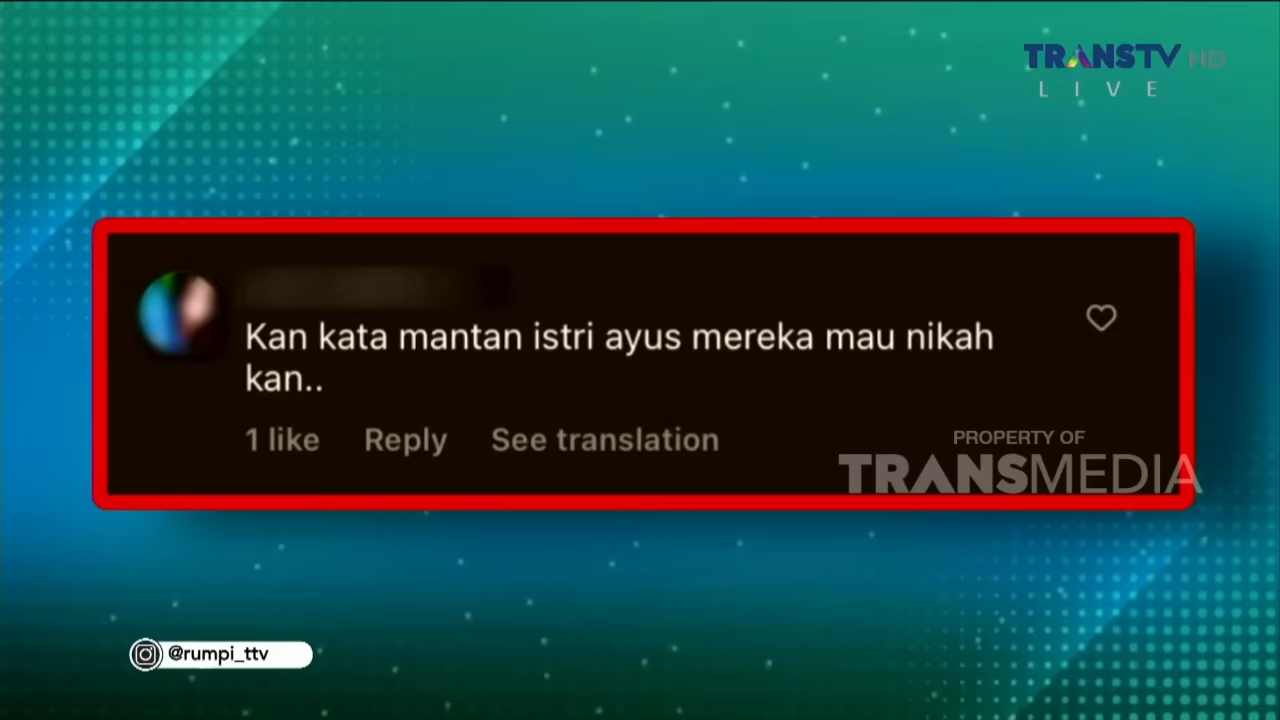 TRANSTV HD
LIVE
Kan kata mantan istri ayus mereka mau nikah
kan..
1 like Reply See translation
PROPERTY OF
TRANSMEDIA
@rumpi_ttv